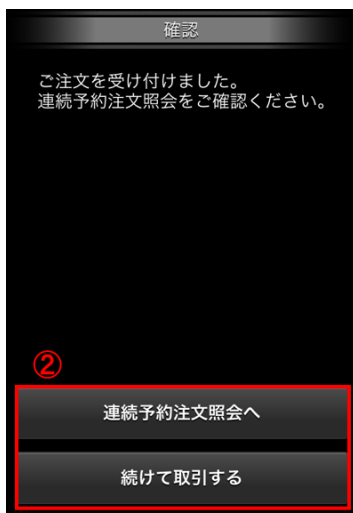 確認
ご注文を受け付けました。
連続予約注文照会をご確認ください。
②
連続予約注文照会へ
続けて取引する